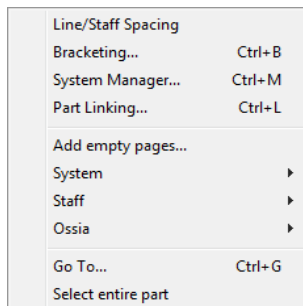 Line/Staff Spacing
Bracketing... Ctrl+B
System Manager... Ctrl+M
Part Linking... Ctrl+L
Add empty pages...
System
Staff
Ossia
Go To... Ctrl+G
Select entire part